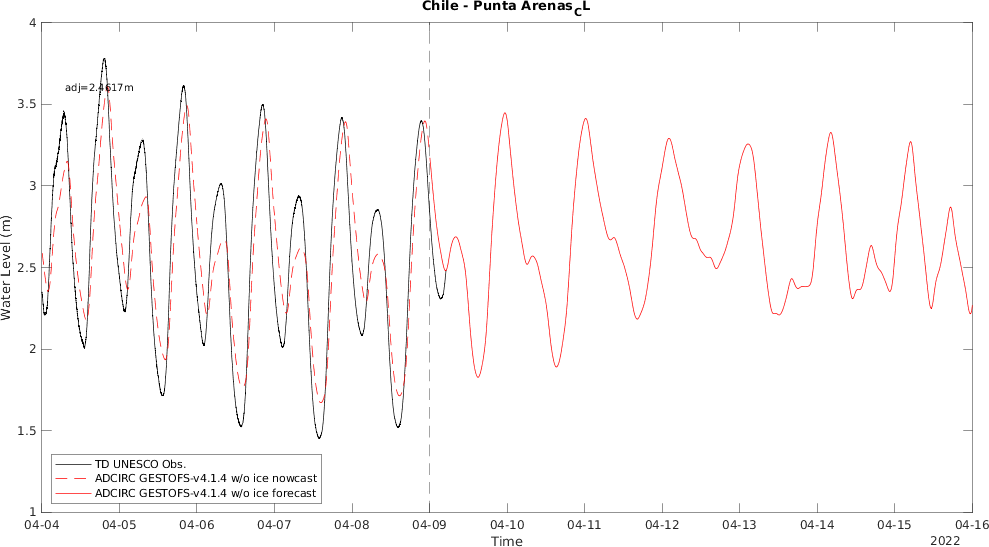 Chile - Punta Arenas_CL
4
3.5
3
2.5
2
1.5
1
Water Level (m)
adj=2.4617m
TD UNESCO Obs.
ADCIRC GESTOFS-v4.1.4 w/o ice nowcast
ADCIRC GESTOFS-v4.1.4 w/o ice forecast
04-04 04-05 04-06 04-07 04-08 04-09 04-10 04-11 04-12 04-13 04-14 04-15 04-16
Time
2022